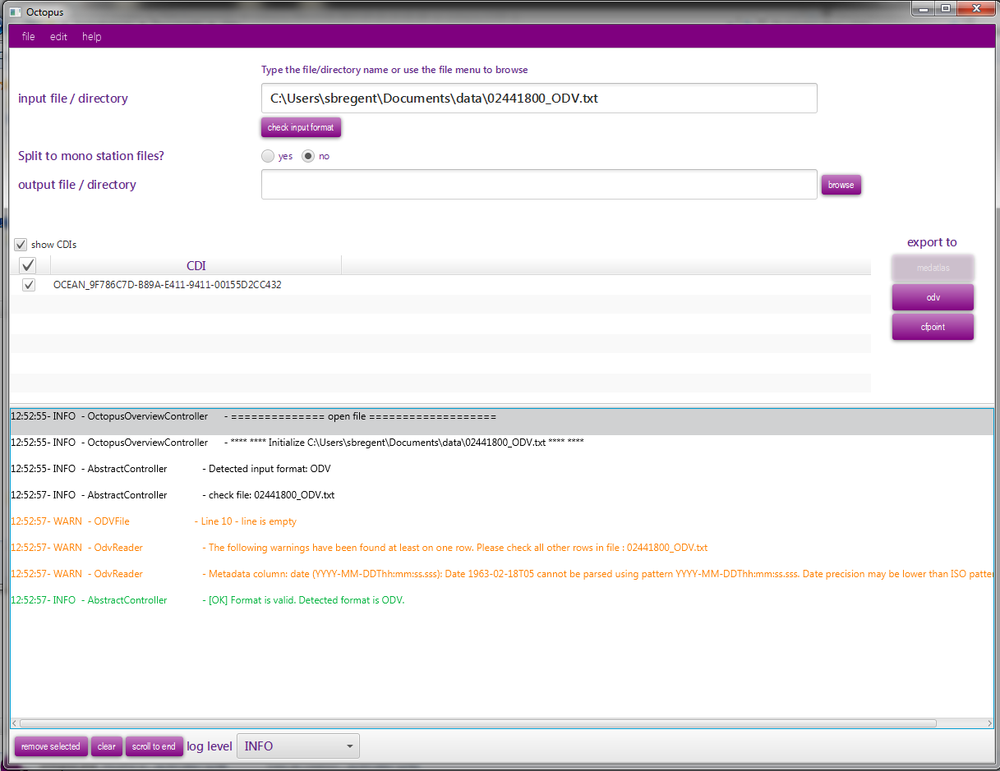 Octopus
file edit help
Type the file/directory name or use the file menu to browse
input file / directory
C:\Users\sbregent\Documents\data\02441800_ODV.txt
check input format
Split to mono station files?
yes no
output file / directory
browse
show CDIs
export to
CDI
medatlas
OCEAN_9F786C7D-B89A-E411-9411-00155D2CC432
odv
cfpoint
12:52:55- INFO - OctopusOverviewController - ============== open file ===================
12:52:55- INFO - OctopusOverviewController - **** **** Initialize C:\Users\sbregent\Documents\data\02441800_ODV.txt **** ****
12:52:55- INFO - AbstractController - Detected input format: ODV
12:52:57- INFO - AbstractController - check file: 02441800_ODV.txt
12:52:57- WARN - ODVFile - Line 10 - line is empty
12:52:57- WARN - OdvReader - The following warnings have been found at least on one row. Please check all other rows in file : 02441800_ODV.txt
12:52:57- WARN - OdvReader - Metadata column: date (YYYY-MM-DDThh:mm:ss.sss): Date 1963-02-18T05 cannot be parsed using pattern YYYY-MM-DDThh:mm:ss.sss. Date precision may be lower than ISO patter
12:52:57- INFO - AbstractController - [OK] Format is valid. Detected format is ODV.
remove selected clear scroll to end log level INFO